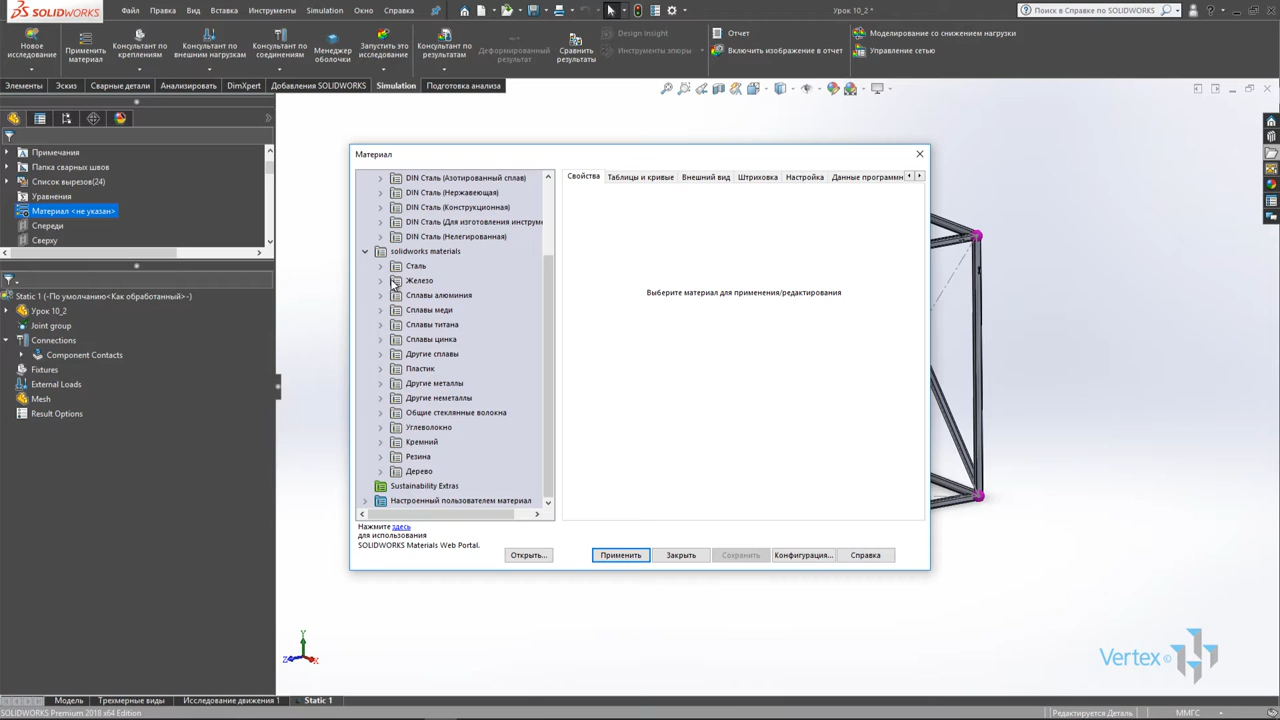 SOLIDWORKS
Файл Правка Вид Вставка Инструменты Simulation Окно Справка
Урок 10_2 *
Поиск в Справке по SOLIDWORKS
Новое исследование
Применить материал
Консультант по креплениям
Консультант по внешним нагрузкам
Консультант по соединениям
Менеджер оболочки
Запустить это исследование
Консультант по результатам
Деформированный результат
Сравнить результаты
Design Insight
Инструменты эпюры
Отчет
Включить изображение в отчет
Моделирование со снижением нагрузки
Управление сетью
Элементы Эскиз Сварные детали Анализировать DimXpert Добавления SOLIDWORKS Simulation Подготовка анализа
Примечания
Папка сварных швов
Список вырезов(24)
Уравнения
Материал <не указан>
Спереди
Сверху
Static 1 (-По умолчанию<Как обработанный>-)
Урок 10_2
Joint group
Connections
Component Contacts
Fixtures
External Loads
Mesh
Result Options
Материал
DIN Сталь (Азотированный сплав)
DIN Сталь (Нержавеющая)
DIN Сталь (Конструкционная)
DIN Сталь (Для изготовления инструме
DIN Сталь (Нелегированная)
solidworks materials
Сталь
Железо
Сплавы алюминия
Сплавы меди
Сплавы титана
Сплавы цинка
Другие сплавы
Пластик
Другие металлы
Другие неметаллы
Общие стеклянные волокна
Углеволокно
Кремний
Резина
Дерево
Sustainability Extras
Настроенный пользователем материал
Свойства Таблицы и кривые Внешний вид Штриховка Настройка Данные программн
Выберите материал для применения/редактирования
Нажмите здесь
для использования
SOLIDWORKS Materials Web Portal.
Открыть... Применить Закрыть Сохранить Конфигурация... Справка
Y
Z X
Vertex ©
Модель Трехмерные виды Исследование движения 1 Static 1
SOLIDWORKS Premium 2018 x64 Edition
Редактируется Деталь ММГС